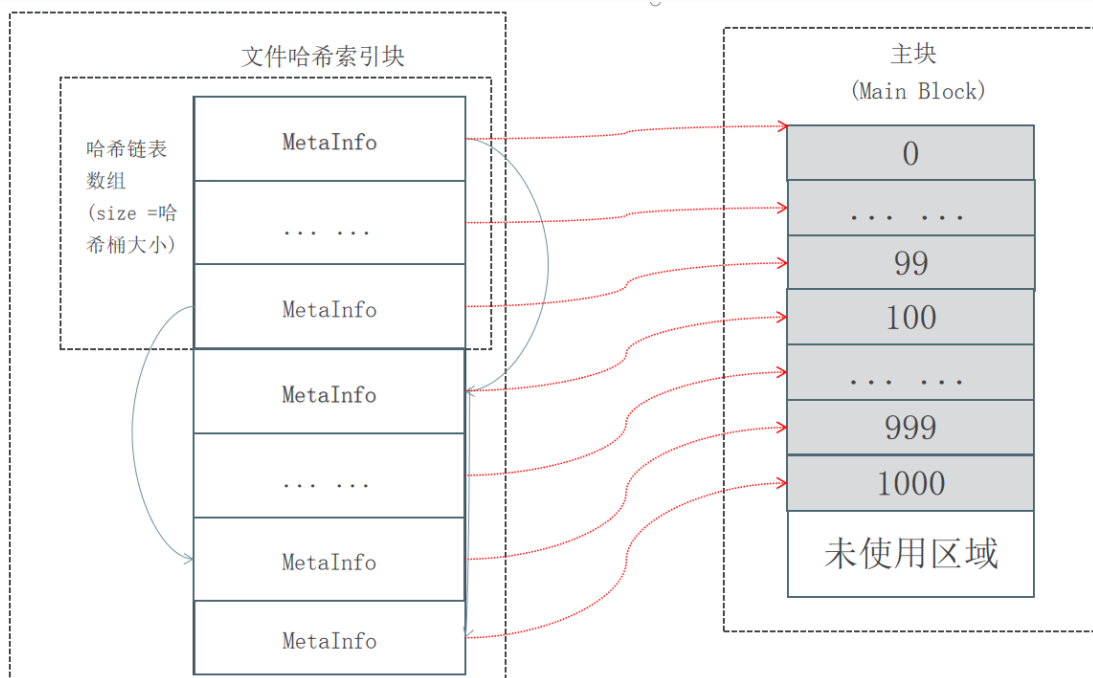 文件哈希索引块
哈希链表
数组
(size =哈
希桶大小)
MetaInfo
... ...
MetaInfo
MetaInfo
... ...
MetaInfo
MetaInfo
主块
(Main Block)
0
... ...
99
100
... ...
999
1000
未使用区域